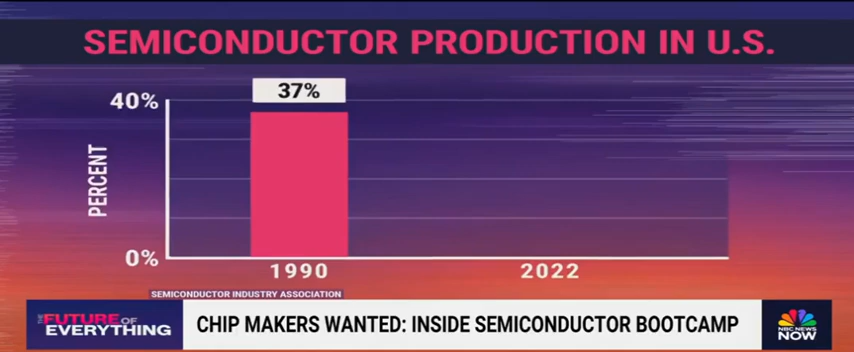 SEMICONDUCTOR PRODUCTION IN U.S.
37%
40%
PERCENT
0%
1990
2022
SEMICONDUCTOR INDUSTRY ASSOCIATION
THE FUTURE OF
EVERYTHING
CHIP MAKERS WANTED: INSIDE SEMICONDUCTOR BOOTCAMP
NBC NEWS
NOW